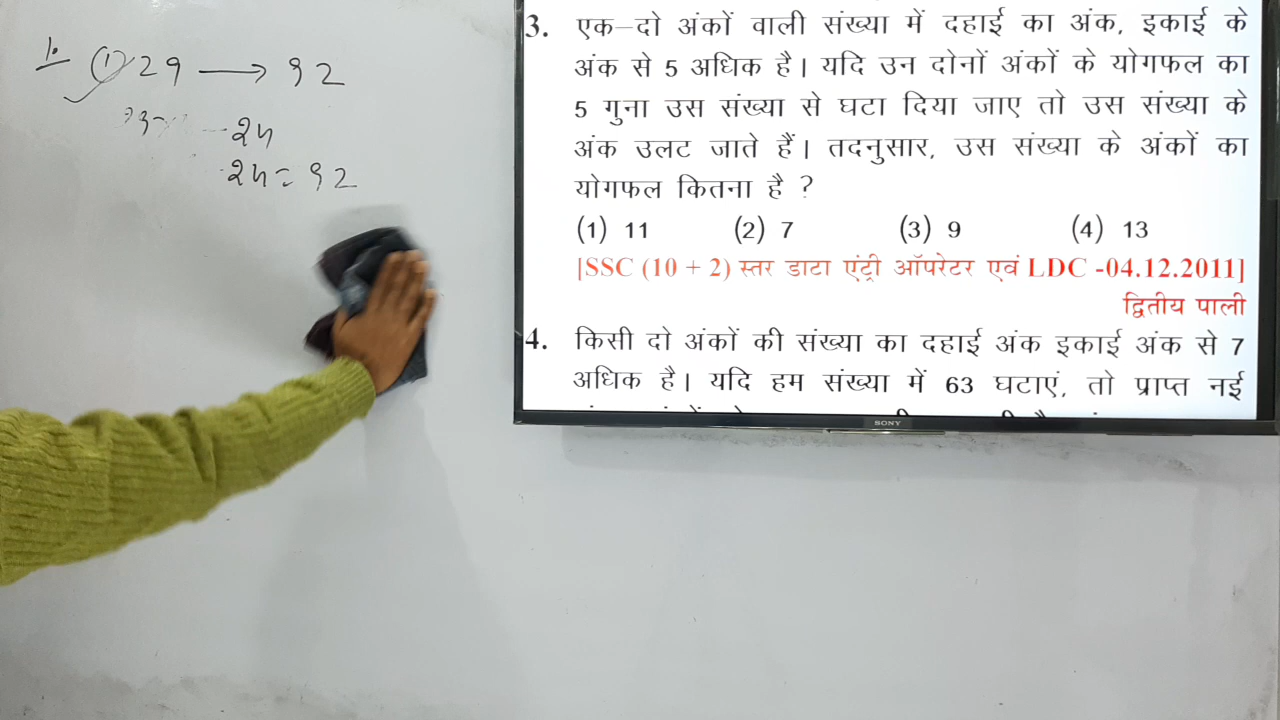 1. (1) 29 → 92
24
24 = 92
3. एक–दो अंकों वाली संख्या में दहाई का अंक, इकाई के
अंक से 5 अधिक है। यदि उन दोनों अंकों के योगफल का
5 गुना उस संख्या से घटा दिया जाए तो उस संख्या के
अंक उलट जाते हैं। तदनुसार, उस संख्या के अंकों का
योगफल कितना है ?
(1) 11 (2) 7 (3) 9 (4) 13
[SSC (10 + 2) स्तर डाटा एंट्री ऑपरेटर एवं LDC -04.12.2011]
द्वितीय पाली
4. किसी दो अंकों की संख्या का दहाई अंक इकाई अंक से 7
अधिक है। यदि हम संख्या में 63 घटाएं, तो प्राप्त नई
SONY